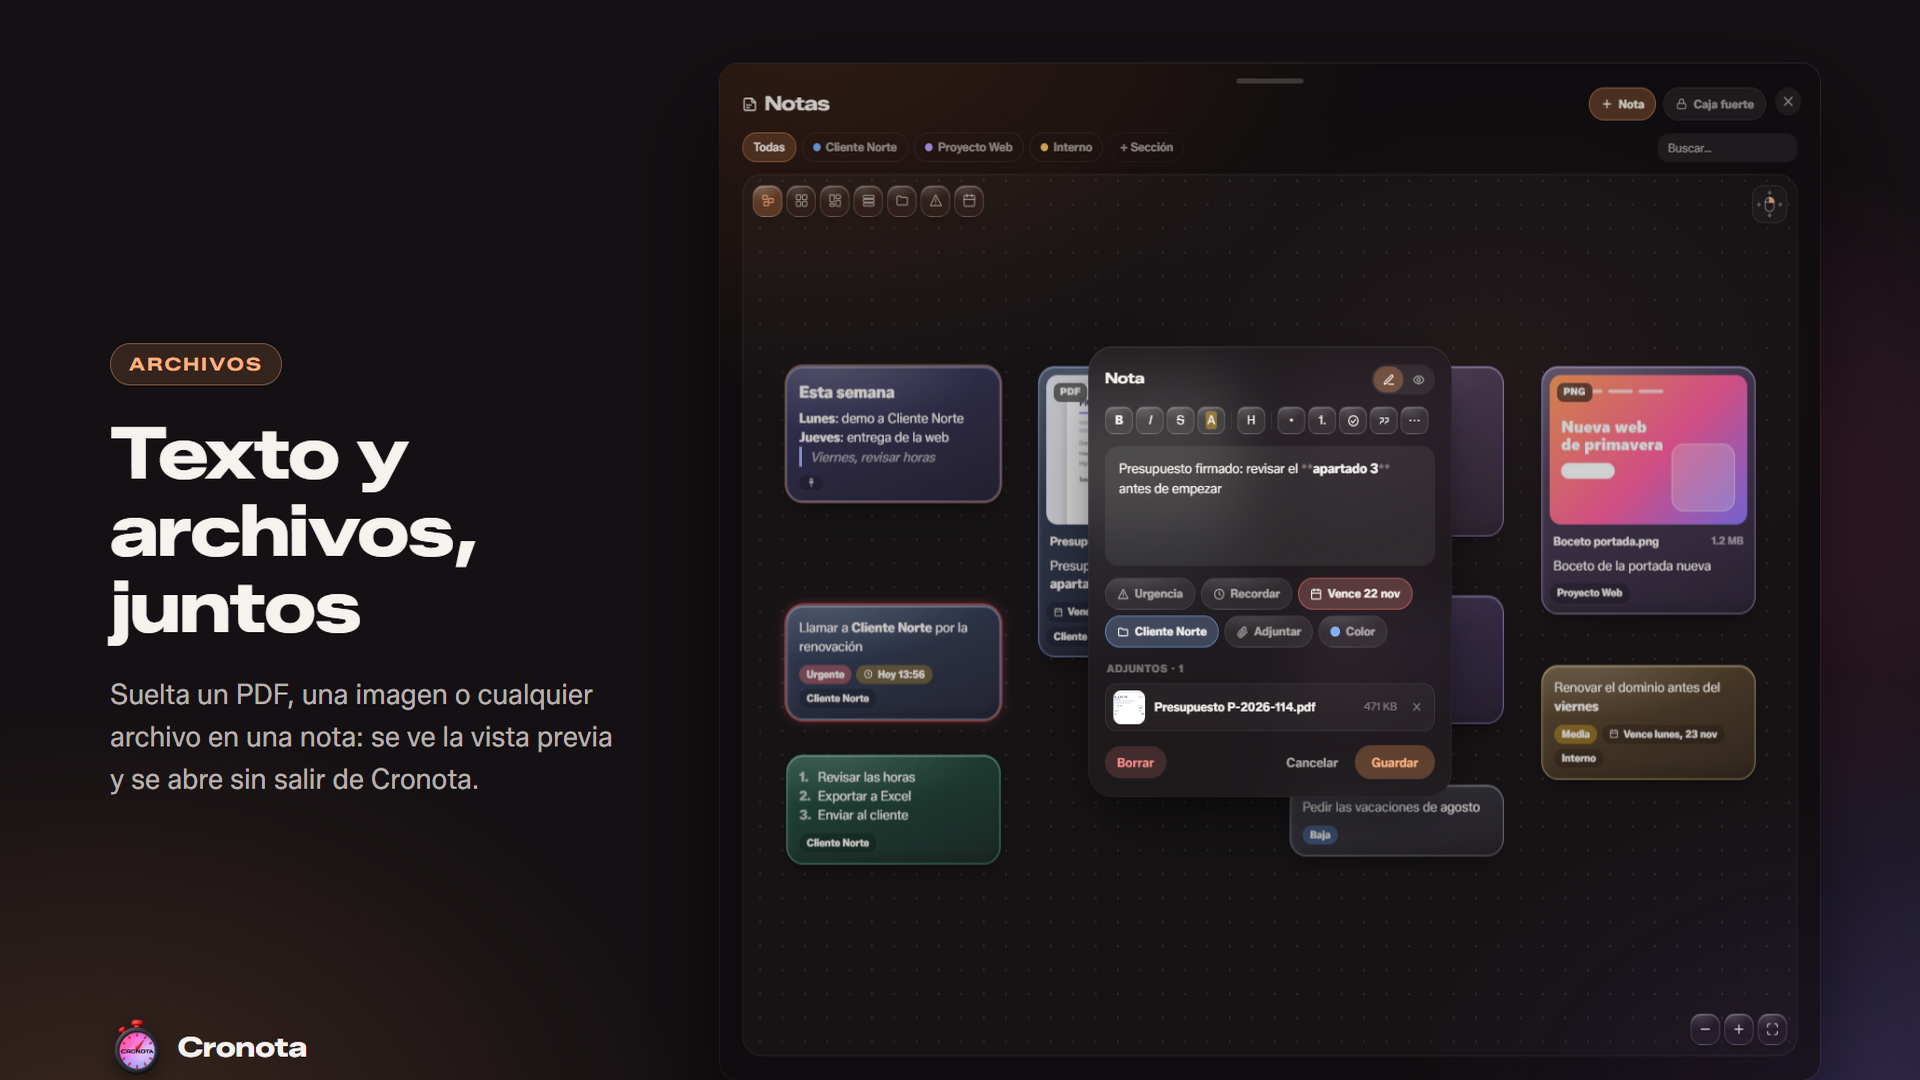 ARCHIVOS
Texto y
archivos,
juntos
Suelta un PDF, una imagen o cualquier
archivo en una nota: se ve la vista previa
y se abre sin salir de Cronota.
CRONOTA
Cronota
Notas
+ Nota
Caja fuerte
Todas
Cliente Norte
Proyecto Web
Interno
+ Sección
Buscar...
Esta semana
Lunes: demo a Cliente Norte
Jueves: entrega de la web
Viernes, revisar horas
Llamar a Cliente Norte por la
renovación
Urgente
Hoy 13:56
Cliente Norte
1. Revisar las horas
2. Exportar a Excel
3. Enviar al cliente
Cliente Norte
PDF
Presup
Presup
aparta
Venc
Cliente
Nota
B I S A H • 1.
Presupuesto firmado: revisar el **apartado 3**
antes de empezar
Urgencia
Recordar
Vence 22 nov
Cliente Norte
Adjuntar
Color
ADJUNTOS · 1
Presupuesto P-2026-114.pdf
471 KB
Borrar
Cancelar
Guardar
Pedir las vacaciones de agosto
Baja
PNG
Nueva web
de primavera
Boceto portada.png
1.2 MB
Boceto de la portada nueva
Proyecto Web
Renovar el dominio antes del
viernes
Media
Vence lunes, 23 nov
Interno